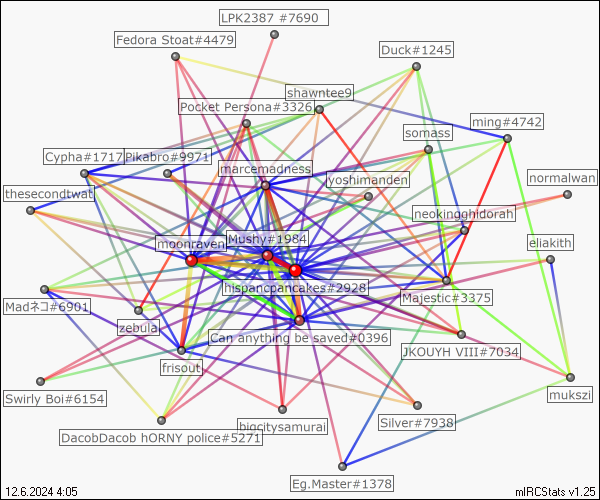 LPK2387 #7690
Fedora Stoat#4479
Duck#1245
shawntee9
Pocket Persona#3326
ming#4742
somass
Cypha#1717
Pikabro#9971
marcemadness
normalwan
yoshimanden
thesecondtwat
neokingghidorah
Mushy#1984
moonraven
eliakith
hispancpancakes#2928
Majestic#3375
Madネコ#6901
zebula
Can anything be saved#0396
JKOUYH VIII#7034
frisout
Swirly Boi#6154
mukszi
Silver#7938
bigcitysamurai
DacobDacob hORNY police#5271
Eg.Master#1378
12.6.2024 4:05
mIRCStats v1.25